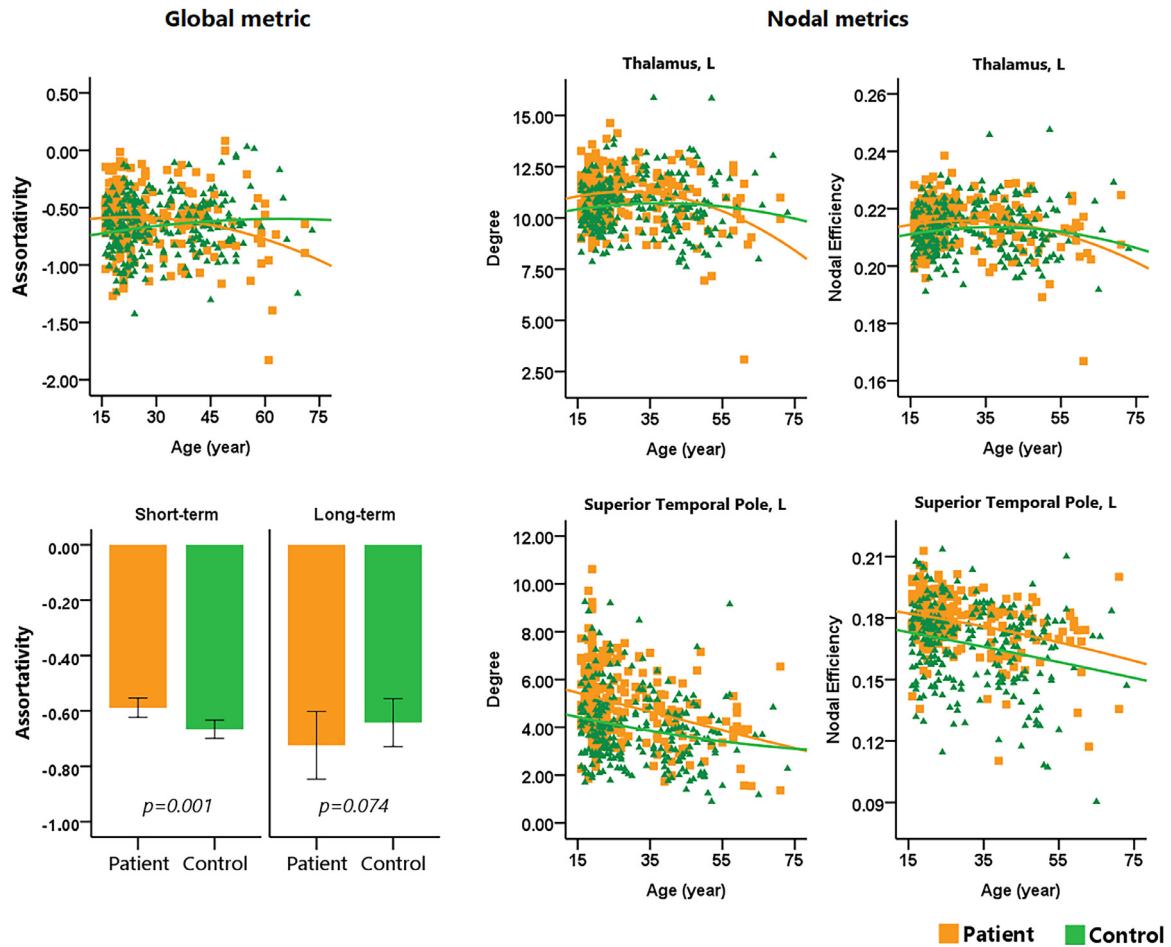 Global metric
Nodal metrics
0.50
0.00
-0.50
-1.00
-1.50
-2.00
Assortativity
15 30 45 60 75
Age (year)
Thalamus, L
15.00
12.50
10.00
7.50
5.00
2.50
Degree
15 35 55 75
Age (year)
Thalamus, L
0.26
0.24
0.22
0.20
0.18
0.16
Nodal Efficiency
15 35 55 75
Age (year)
Short-term Long-term
0.00
-0.20
-0.40
-0.60
-0.80
-1.00
Assortativity
p=0.001 p=0.074
Patient Control Patient Control
Superior Temporal Pole, L
12.00
10.00
8.00
6.00
4.00
2.00
0.00
Degree
15 35 55 75
Age (year)
Superior Temporal Pole, L
0.21
0.18
0.15
0.12
0.09
Nodal Efficiency
15 35 55 75
Age (year)
Patient Control